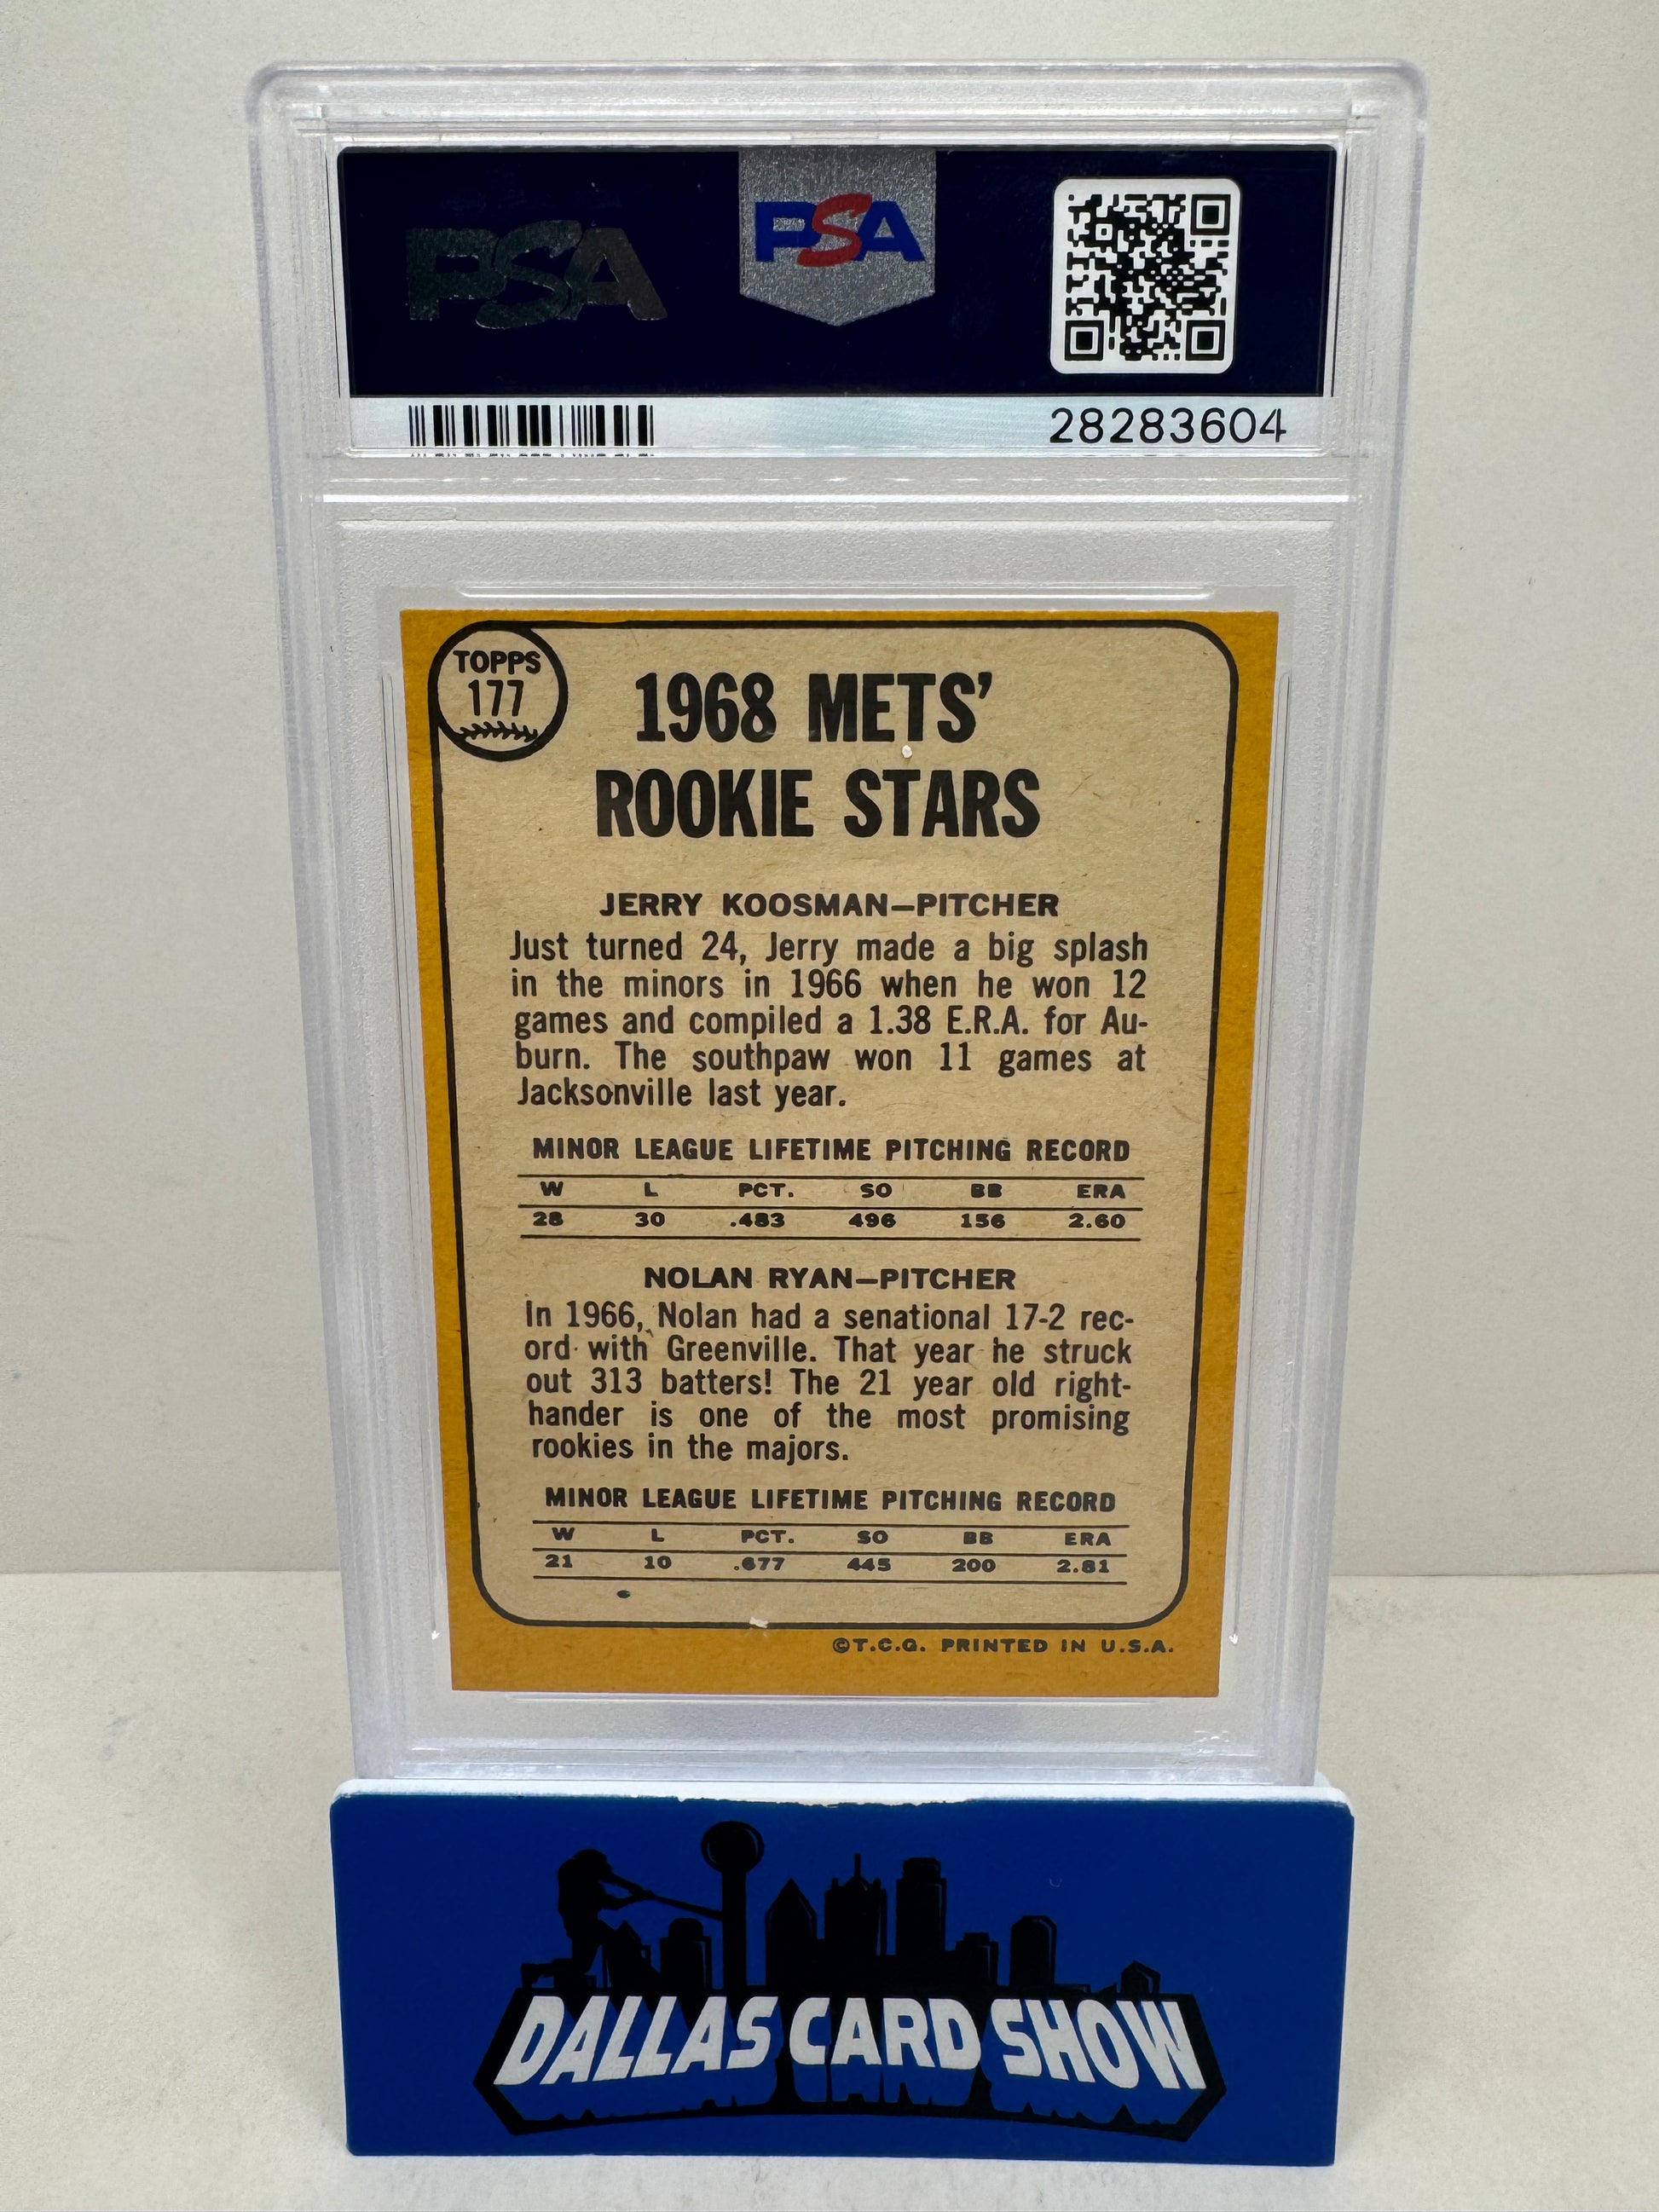 PSA
PSA
28283604
TOPPS
177
1968 METS'
ROOKIE STARS
JERRY KOOSMAN—PITCHER
Just turned 24, Jerry made a big splash
in the minors in 1966 when he won 12
games and compiled a 1.38 E.R.A. for Au-
burn. The southpaw won 11 games at
Jacksonville last year.
MINOR LEAGUE LIFETIME PITCHING RECORD
W L PCT. SO BB ERA
28 30 .483 496 156 2.60
NOLAN RYAN—PITCHER
In 1966, Nolan had a senational 17-2 rec-
ord with Greenville. That year he struck
out 313 batters! The 21 year old right-
hander is one of the most promising
rookies in the majors.
MINOR LEAGUE LIFETIME PITCHING RECORD
W L PCT. SO BB ERA
21 10 .677 445 200 2.81
©T.C.G. PRINTED IN U.S.A.
DALLAS CARD SHOW